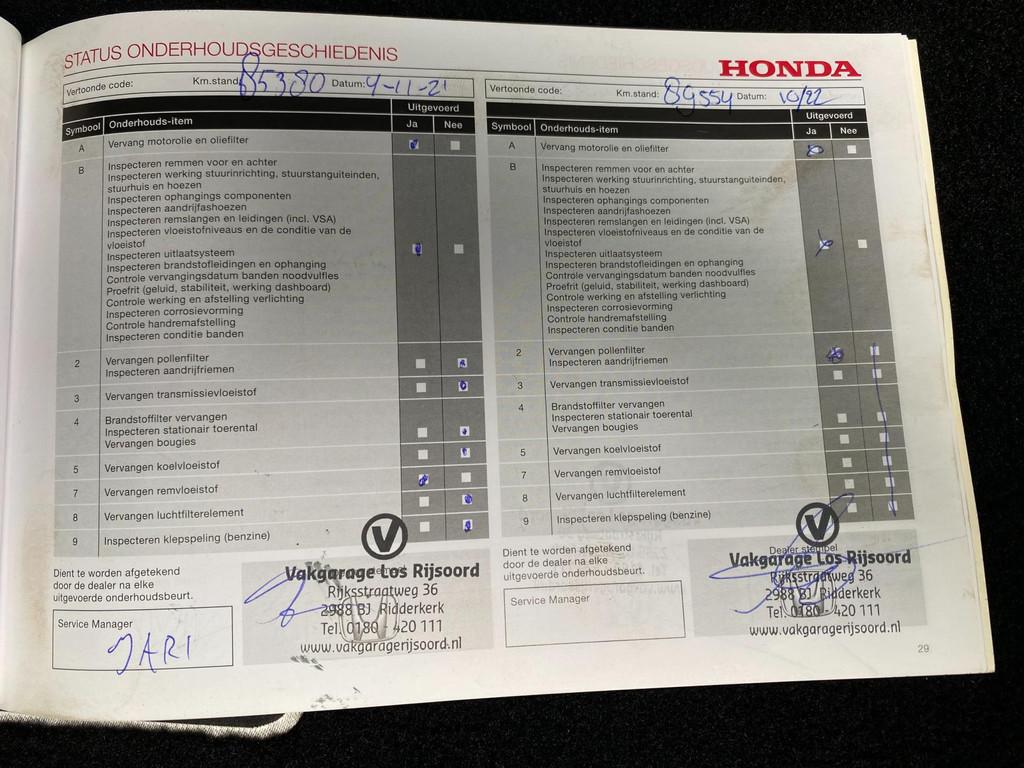 STATUS ONDERHOUDSGESCHIEDENIS
HONDA
Vertoonde code: Km.stand: 85380 Datum: 4-11-21
Uitgevoerd
Symbool Onderhouds-item Ja Nee
A Vervang motorolie en oliefilter
B Inspecteren remmen voor en achter
Inspecteren werking stuurinrichting, stuurstanguiteinden,
stuurhuis en hoezen
Inspecteren ophangings componenten
Inspecteren aandrijfashoezen
Inspecteren remslangen en leidingen (incl. VSA)
Inspecteren vloeistofniveaus en de conditie van de
vloeistof
Inspecteren uitlaatsysteem
Inspecteren brandstofleidingen en ophanging
Controle vervangingsdatum banden noodvulfles
Proefrit (geluid, stabiliteit, werking dashboard)
Controle werking en afstelling verlichting
Inspecteren corrosievorming
Controle handremafstelling
Inspecteren conditie banden
2 Vervangen pollenfilter
Inspecteren aandrijfriemen
3 Vervangen transmissievloeistof
4 Brandstoffilter vervangen
Inspecteren stationair toerental
Vervangen bougies
5 Vervangen koelvloeistof
7 Vervangen remvloeistof
8 Vervangen luchtfilterelement
9 Inspecteren klepspeling (benzine)
Dient te worden afgetekend
door de dealer na elke
uitgevoerde onderhoudsbeurt.
Service Manager
JARI
V
Vakgarage Los Rijsoord
Rijksstraatweg 36
2988 BJ Ridderkerk
Tel. 0180 - 420 111
www.vakgaragerijsoord.nl
Vertoonde code: Km.stand: 89554 Datum: 10/22
Uitgevoerd
Symbool Onderhouds-item Ja Nee
A Vervang motorolie en oliefilter
B Inspecteren remmen voor en achter
Inspecteren werking stuurinrichting, stuurstanguiteinden,
stuurhuis en hoezen
Inspecteren ophangings componenten
Inspecteren aandrijfashoezen
Inspecteren remslangen en leidingen (incl. VSA)
Inspecteren vloeistofniveaus en de conditie van de
vloeistof
Inspecteren uitlaatsysteem
Inspecteren brandstofleidingen en ophanging
Controle vervangingsdatum banden noodvulfles
Proefrit (geluid, stabiliteit, werking dashboard)
Controle werking en afstelling verlichting
Inspecteren corrosievorming
Controle handremafstelling
Inspecteren conditie banden
2 Vervangen pollenfilter
Inspecteren aandrijfriemen
3 Vervangen transmissievloeistof
4 Brandstoffilter vervangen
Inspecteren stationair toerental
Vervangen bougies
5 Vervangen koelvloeistof
7 Vervangen remvloeistof
8 Vervangen luchtfilterelement
9 Inspecteren klepspeling (benzine)
Dient te worden afgetekend
door de dealer na elke
uitgevoerde onderhoudsbeurt.
Service Manager
V
Dealer stempel
Vakgarage Los Rijsoord
Rijksstraatweg 36
2988 BJ Ridderkerk
Tel. 0180 - 420 111
www.vakgaragerijsoord.nl
29